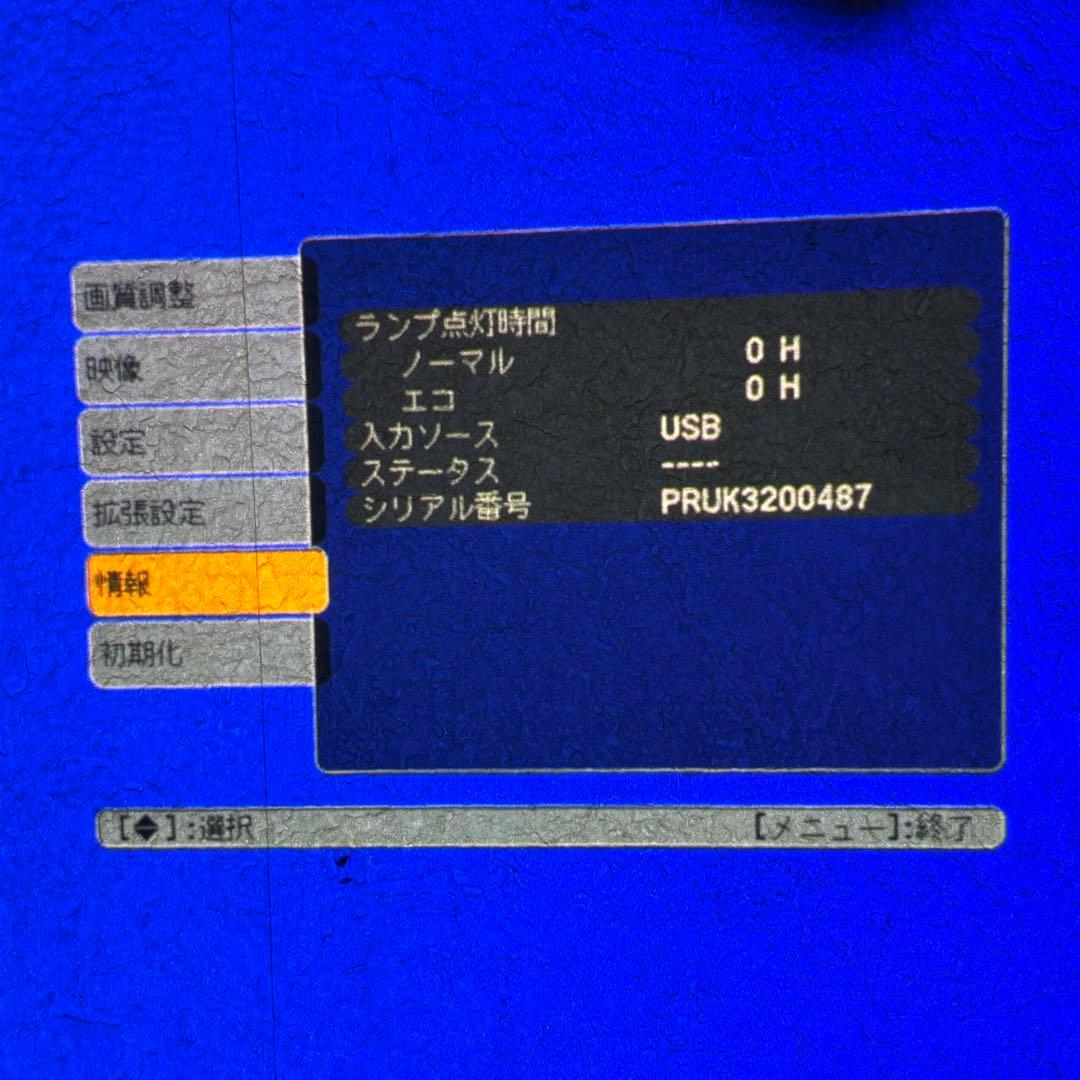 画質調整
映像
設定
拡張設定
情報
初期化
ランプ点灯時間
ノーマル 0 H
エコ 0 H
入力ソース USB
ステータス ----
シリアル番号 PRUK3200487
[◆]:選択 [メニュー]:終了